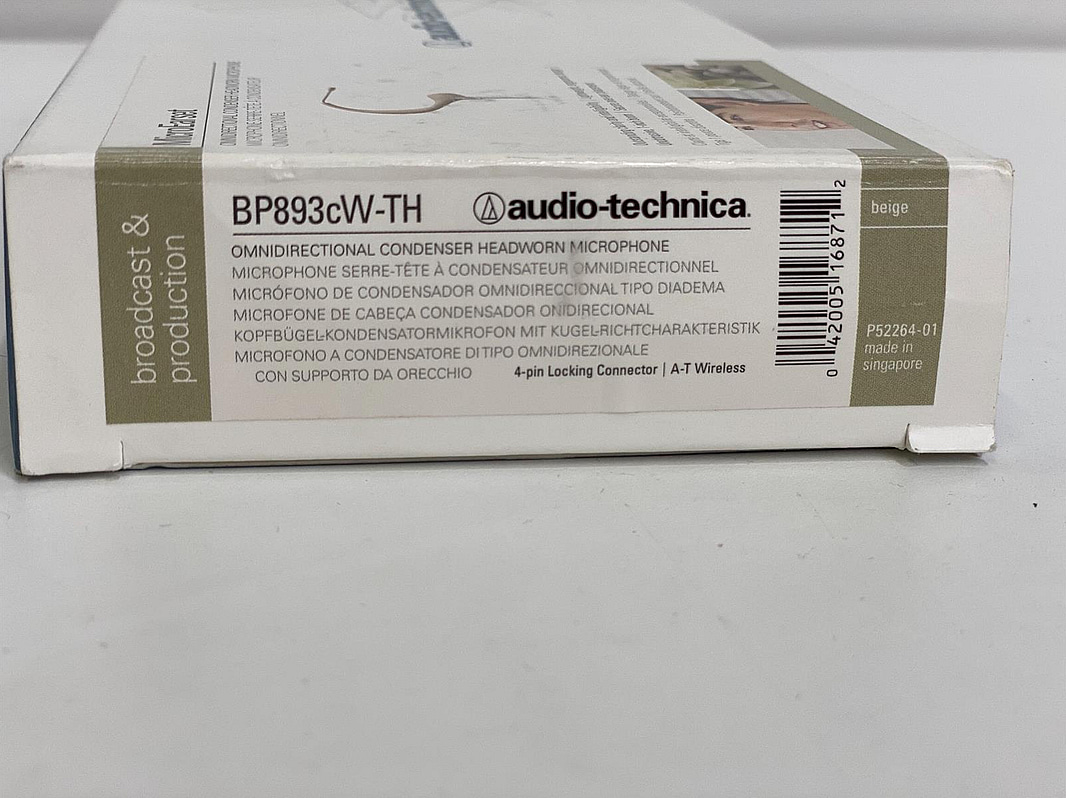 MicroEarset
broadcast &
production
BP893cW-TH
audio-technica.
OMNIDIRECTIONAL CONDENSER HEADWORN MICROPHONE
MICROPHONE SERRE-TÊTE À CONDENSATEUR OMNIDIRECTIONNEL
MICRÓFONO DE CONDENSADOR OMNIDIRECCIONAL TIPO DIADEMA
MICROFONE DE CABEÇA CONDENSADOR ONIDIRECIONAL
KOPFBÜGEL-KONDENSATORMIKROFON MIT KUGEL-RICHTCHARAKTERISTIK
MICROFONO A CONDENSATORE DI TIPO OMNIDIREZIONALE
CON SUPPORTO DA ORECCHIO
4-pin Locking Connector | A-T Wireless
0 42005 16871 2
beige
P52264-01
made in
singapore